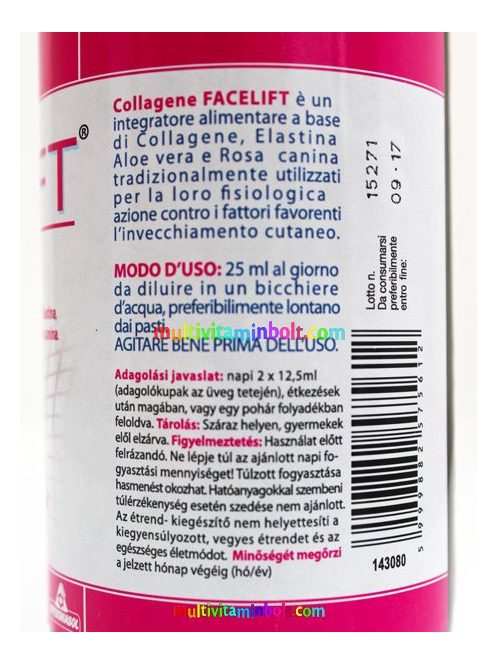 FT®
Collagene FACELIFT è un
integratore alimentare a base
di Collagene, Elastina
Aloe vera e Rosa canina
tradizionalmente utilizzati
per la loro fisiologica
azione contro i fattori favorenti
l'invecchiamento cutaneo.
MODO D'USO: 25 ml al giorno
da diluire in un bicchiere
d'acqua, preferibilmente lontano
dai pasti
multivitaminbolt.com
AGITARE BENE PRIMA DELL'USO.
Adagolási javaslat: napi 2 x 12,5ml
(adagolókupak az üveg tetején), étkezések
után magában, vagy egy pohár folyadékban
feloldva. Tárolás: Száraz helyen, gyermekek
elől elzárva. Figyelmeztetés: Használat előtt
felrázandó. Ne lépje túl az ajánlott napi fo-
gyasztási mennyiséget! Túlzott fogyasztása
hasmenést okozhat. Hatóanyagokkal szembeni
túlérzékenység esetén szedése nem ajánlott.
Az étrend- kiegészítő nem helyettesíti a
kiegyensúlyozott, vegyes étrendet és az
egészséges életmódot. Minőségét megőrzi
a jelzett hónap végéig (hó/év)
15271
09·17
Lotto n.
Da consumarsi
preferibilmente
entro fine:
143080
multivitaminbolt.com